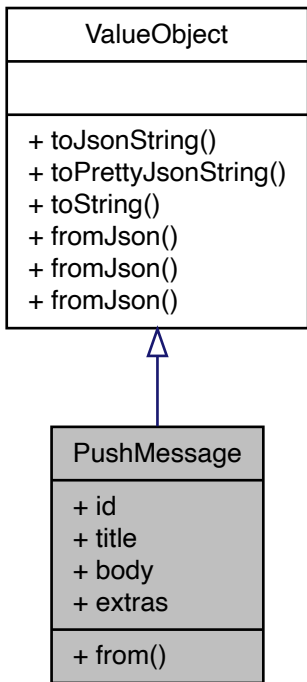 ValueObject
+ toJsonString()
+ toPrettyJsonString()
+ toString()
+ fromJson()
+ fromJson()
+ fromJson()
PushMessage
+ id
+ title
+ body
+ extras
+ from()